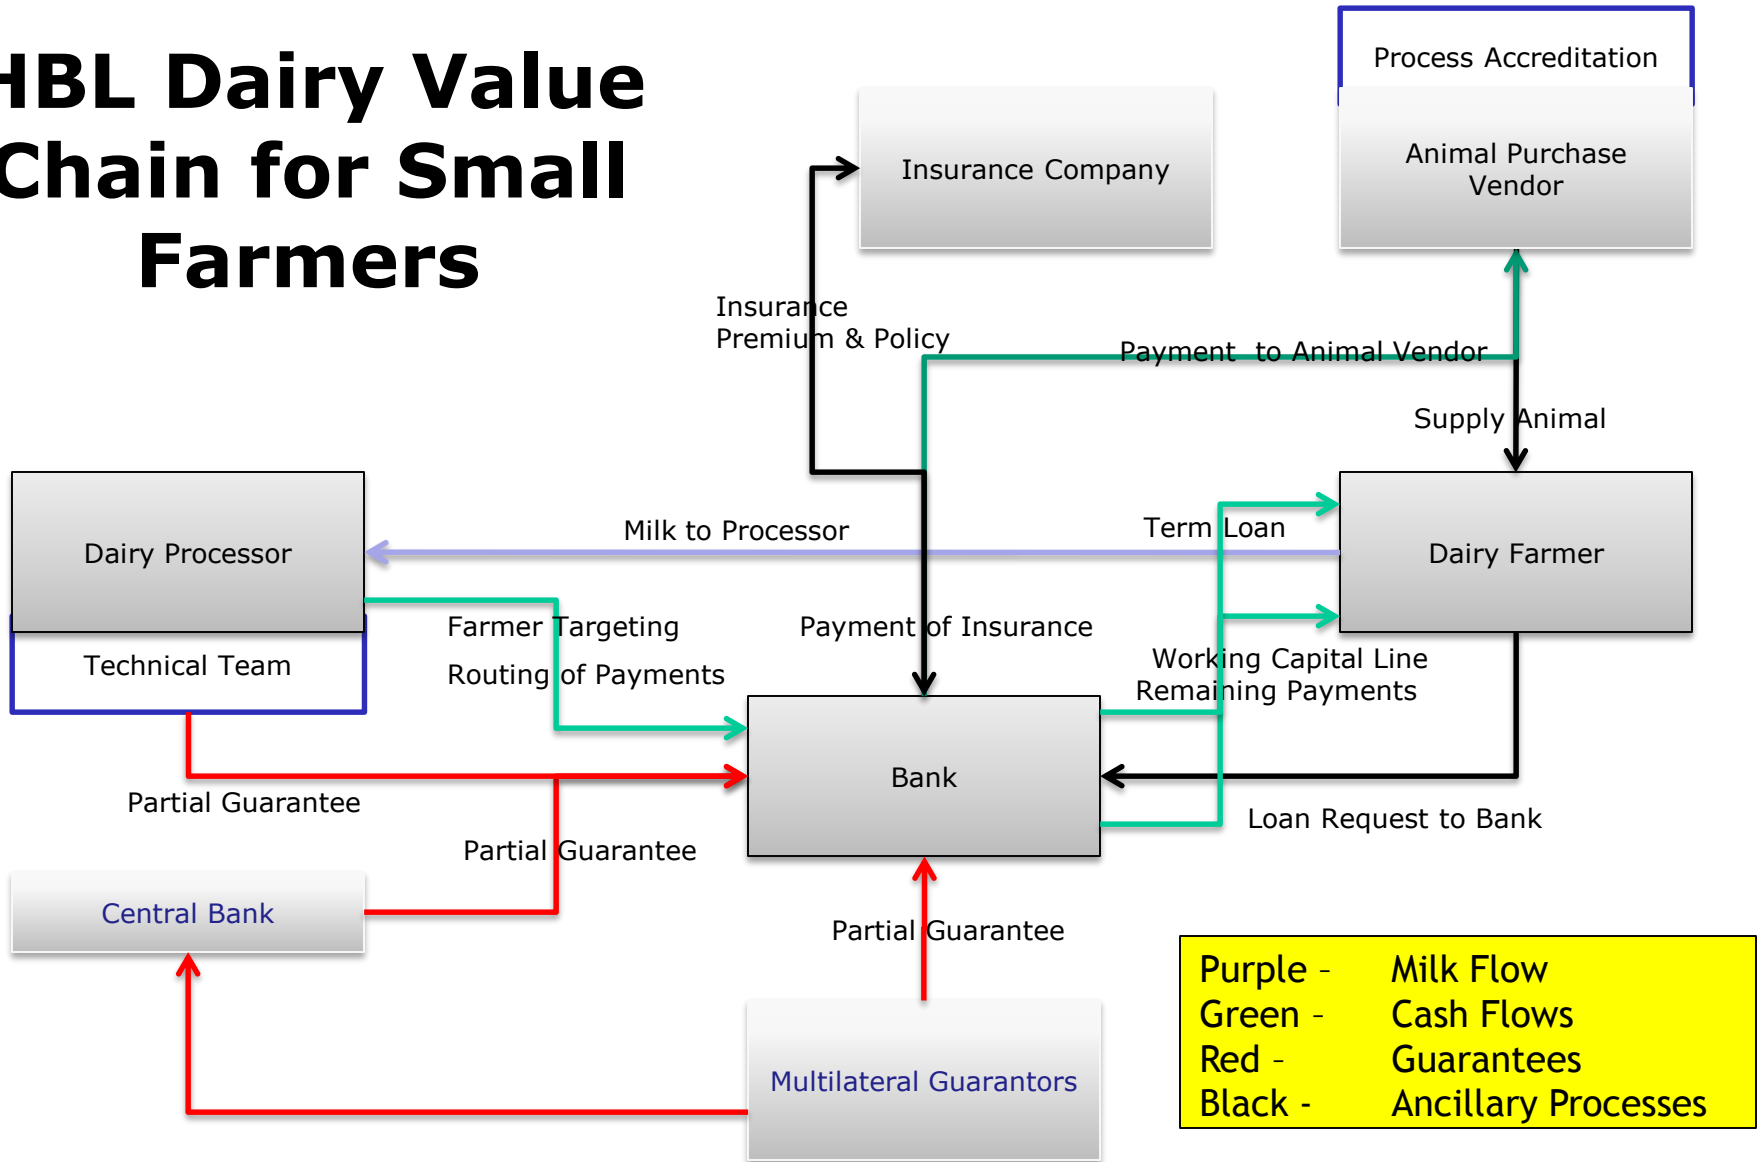 HBL Dairy Value
Chain for Small
Farmers
Process Accreditation
Insurance Company
Animal Purchase
Vendor
Insurance
Premium & Policy
Payment to Animal Vendor
Supply Animal
Dairy Processor
Milk to Processor
Term Loan
Dairy Farmer
Technical Team
Farmer Targeting
Routing of Payments
Payment of Insurance
Working Capital Line
Remaining Payments
Bank
Partial Guarantee
Loan Request to Bank
Partial Guarantee
Central Bank
Partial Guarantee
Multilateral Guarantors
Purple - Milk Flow
Green - Cash Flows
Red - Guarantees
Black - Ancillary Processes